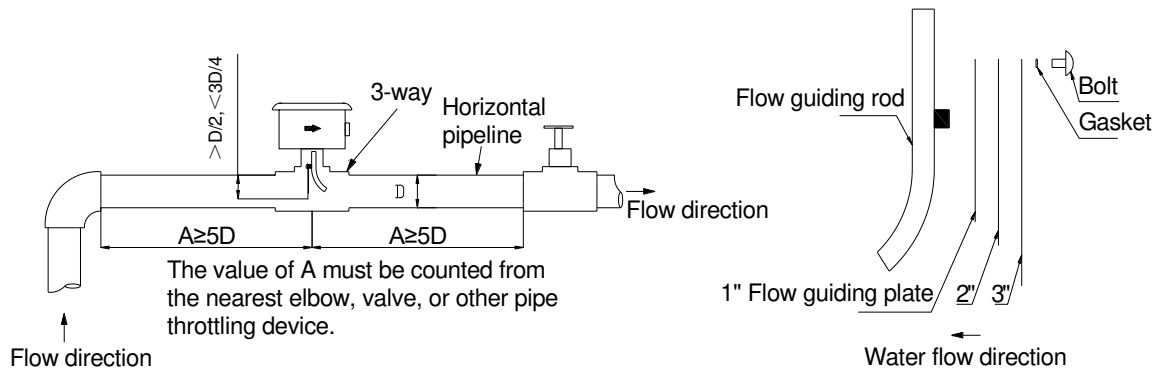 > D/2, <3D/4
3-way
Horizontal
pipeline
D
Flow direction
A≥5D
A≥5D
The value of A must be counted from
the nearest elbow, valve, or other pipe
throttling device.
Flow direction
Flow guiding rod
Bolt
Gasket
1" Flow guiding plate
2"
3"
Water flow direction